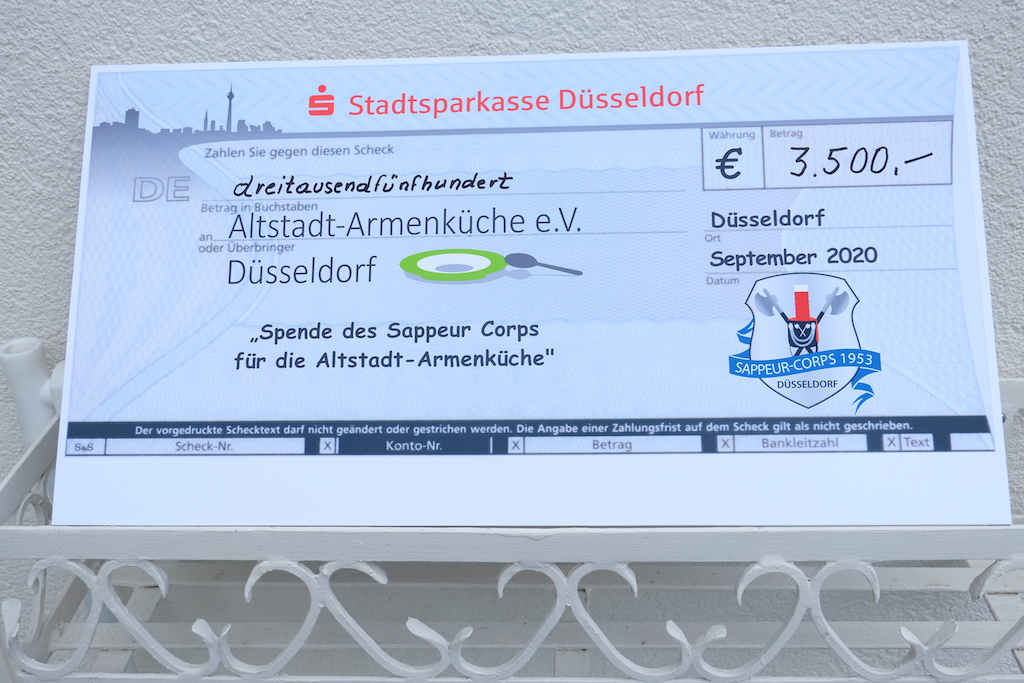 Stadtsparkasse Düsseldorf
Zahlen Sie gegen diesen Scheck
Währung
Betrag
€
3.500,—
DE
dreitausendfünfhundert
Betrag in Buchstaben
an Altstadt-Armenküche e.V.
oder Überbringer
Düsseldorf
Düsseldorf
Ort
September 2020
Datum
„Spende des Sappeur Corps
für die Altstadt-Armenküche"
SAPPEUR-CORPS 1953
DÜSSELDORF
Der vorgedruckte Schecktext darf nicht geändert oder gestrichen werden. Die Angabe einer Zahlungsfrist auf dem Scheck gilt als nicht geschrieben.
S&S Scheck-Nr. X Konto-Nr. X Betrag X Bankleitzahl X Text